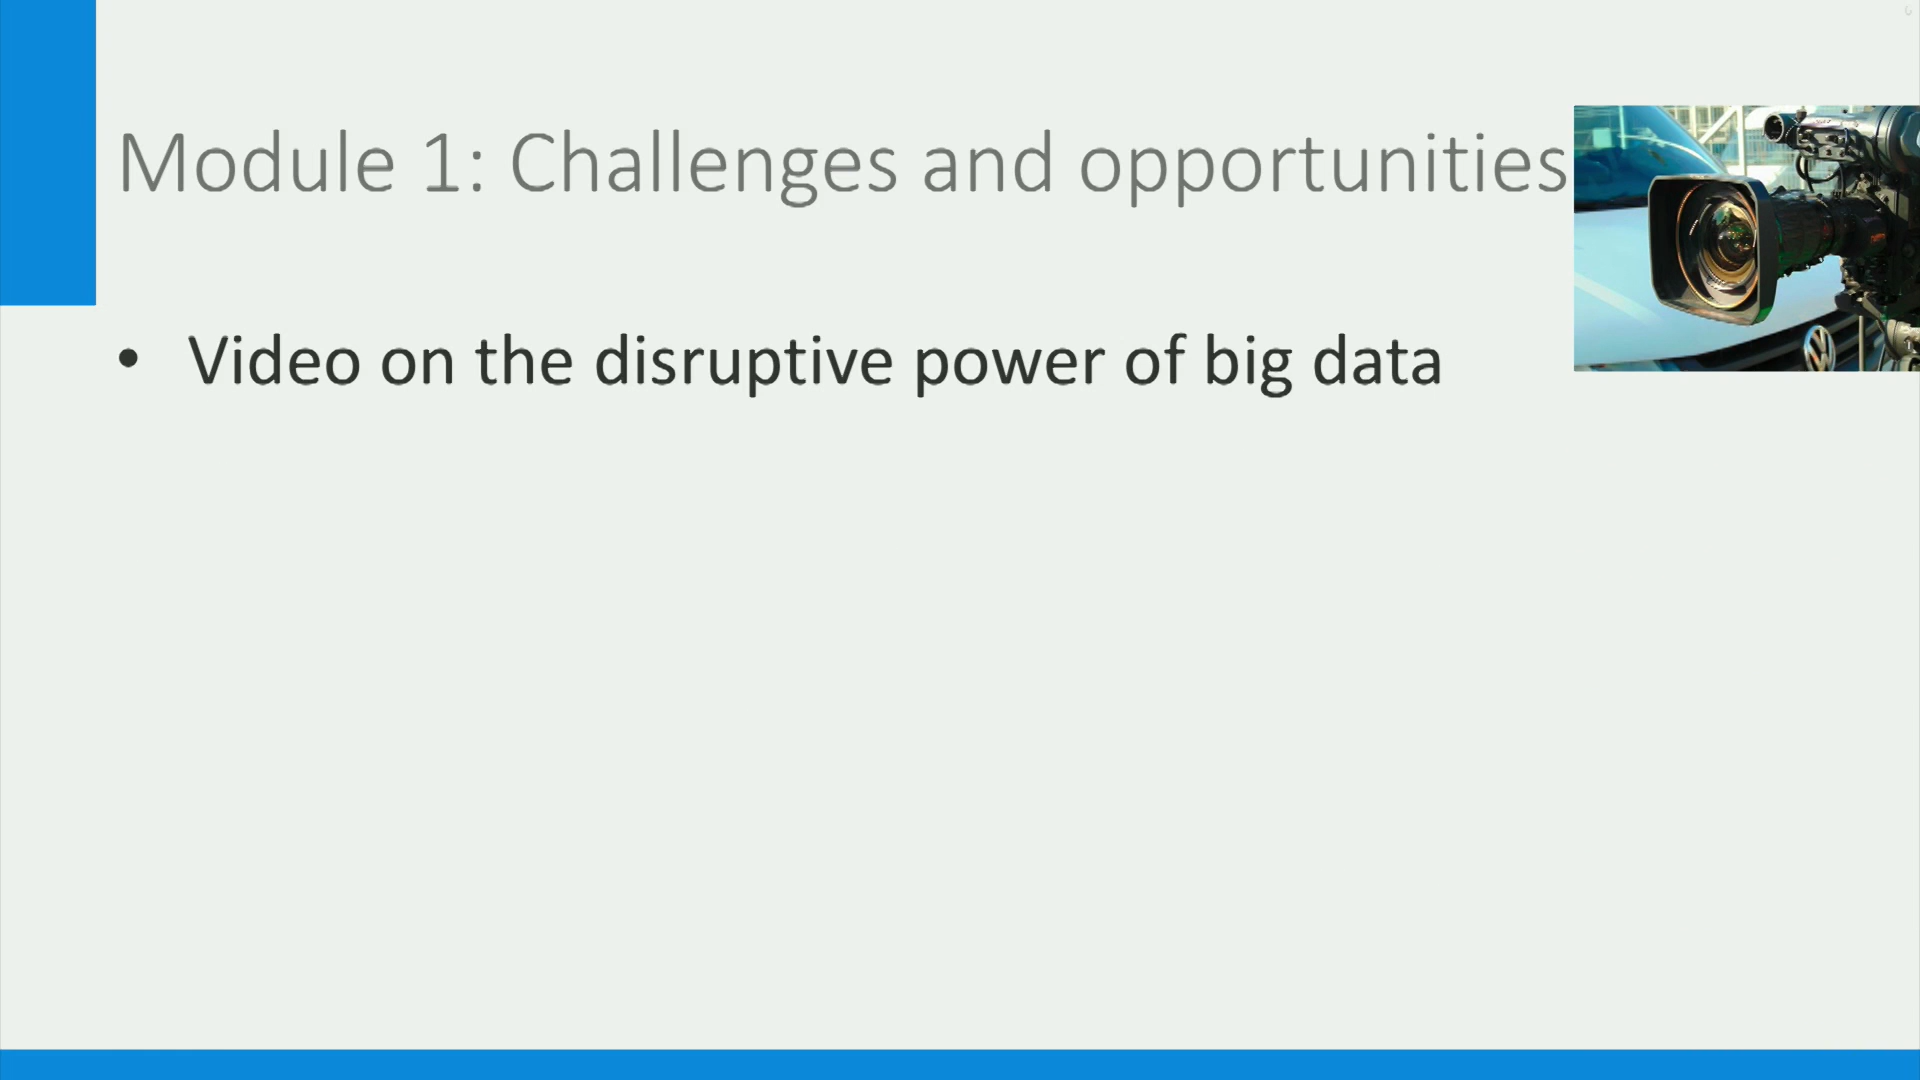 Module 1: Challenges and opportunities
• Video on the disruptive power of big data